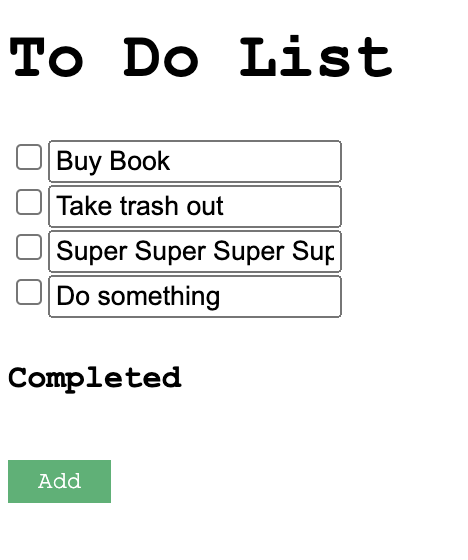 To Do List
Buy Book
Take trash out
Super Super Super Sup
Do something
Completed
Add